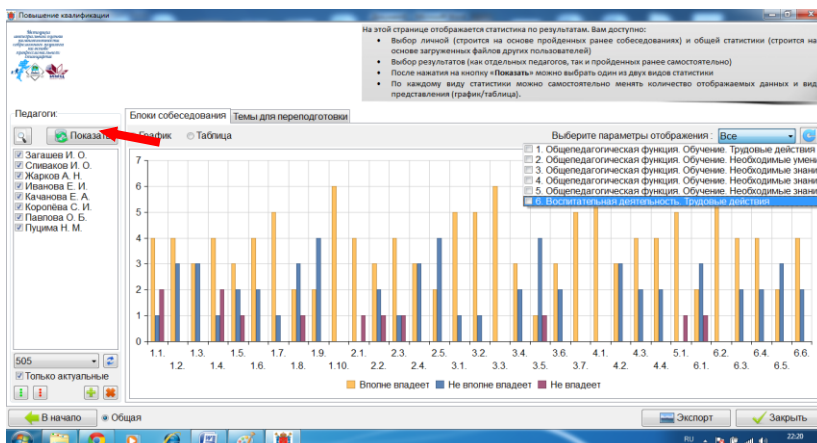 Повышение квалификации
На этой странице отображается статистика по результатам. Вам доступно:
• Выбор личной (строится на основе пройденных ранее собеседованиях) и общей статистики (строится на
основе загруженных файлов других пользователей)
• Выбор результатов (как отдельных педагогов, так и пройденных ранее самостоятельно)
• После нажатия на кнопку «Показать» можно выбрать один из двух видов статистики
• По каждому виду статистики можно самостоятельно менять количество отображаемых данных и вид
представления (график/таблица).
Педагоги:
Блоки собеседования Темы для переподготовки
Показать
График Таблица
Выберите параметры отображения : Все
1. Общепедагогическая функция. Обучение. Трудовые действия
2. Общепедагогическая функция. Обучение. Необходимые умени
3. Общепедагогическая функция. Обучение. Необходимые знани
4. Общепедагогическая функция. Обучение. Необходимые знани
5. Общепедагогическая функция. Обучение. Необходимые знани
6. Воспитательная деятельность. Трудовые действия
Загашев И. О.
Спиваков И. О.
Жарков А. Н.
Иванова Е. И.
Качанова Е. А.
Королёва С. И.
Павлова О. Б.
Пуцима Н. М.
7
6
5
4
3
2
1
0
1.1. 1.3. 1.5. 1.7. 1.9. 2.1. 2.3. 2.5. 3.2. 3.4. 3.6. 4.1. 4.3. 5.1. 6.2. 6.4. 6.6.
1.2. 1.4. 1.6. 1.8. 1.10. 2.2. 2.4. 3.1. 3.3. 3.5. 3.7. 4.2. 4.4. 6.1. 6.3. 6.5.
Вполне владеет Не вполне владеет Не владеет
505
Только актуальные
В начало Общая Экспорт Закрыть
RU 22:20